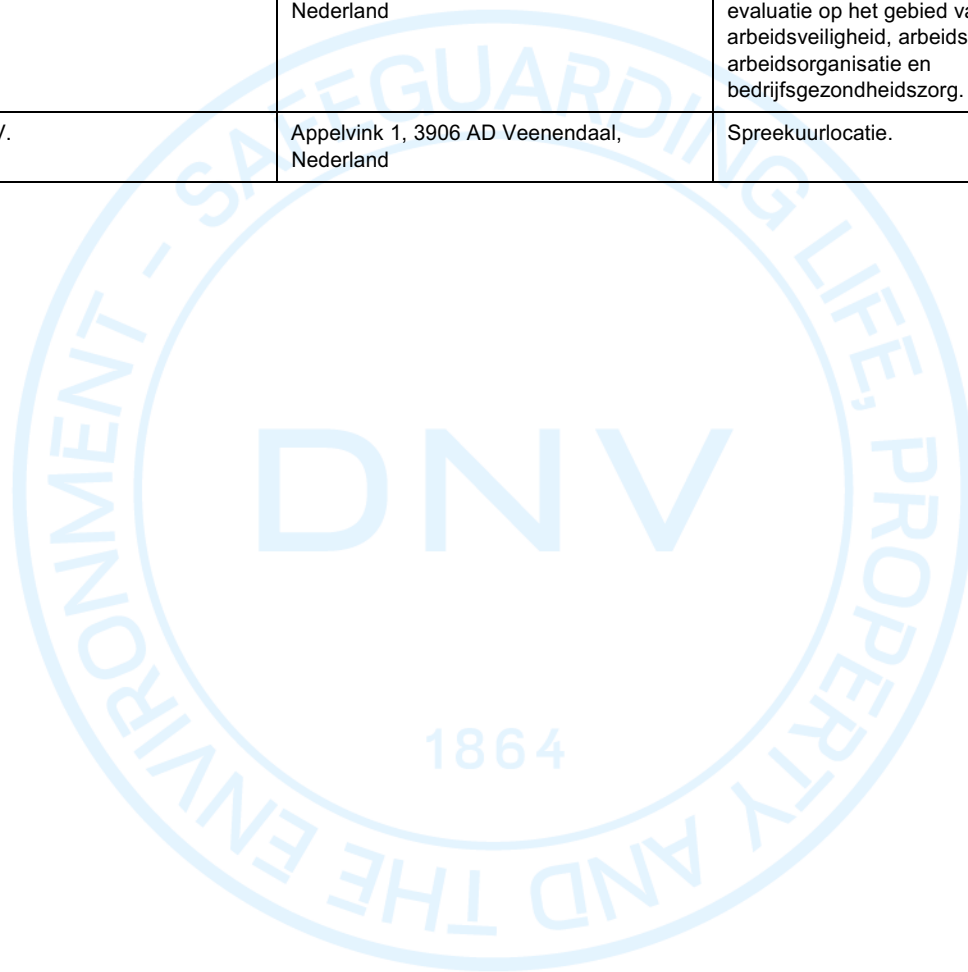 Nederland
evaluatie op het gebied va
arbeidsveiligheid, arbeids
arbeidsorganisatie en
bedrijfsgezondheidszorg.
V.
Appelvink 1, 3906 AD Veenendaal,
Nederland
Spreekuurlocatie.
SAFEGUARDING LIFE, PROPERTY AND THE ENVIRONMENT -
DNV
1864